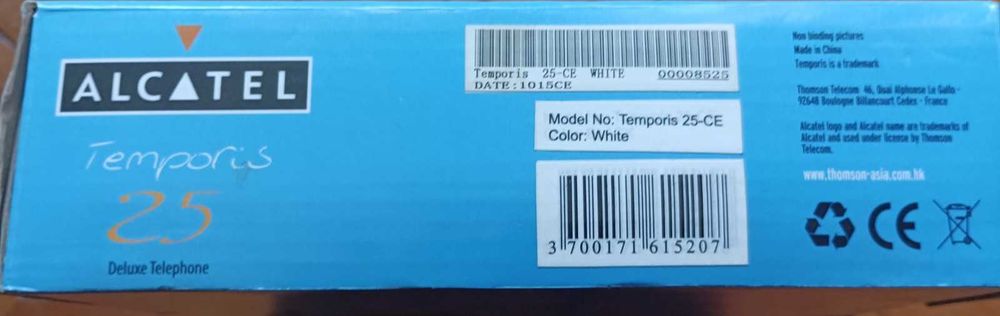 ALCATEL
Temporis
25
Deluxe Telephone
Temporis 25-CE WHITE 00008525
DATE:1015CE
Model No: Temporis 25-CE
Color: White
3 700171 615207
Non binding pictures
Made in China
Temporis is a trademark
Thomson Telecom 46, Quai Alphonse Le Gallo -
92648 Boulogne Billancourt Cedex - France
Alcatel logo and Alcatel name are trademarks of
Alcatel and used under license by Thomson
Telecom.
www.thomson-asia.com.hk
CE